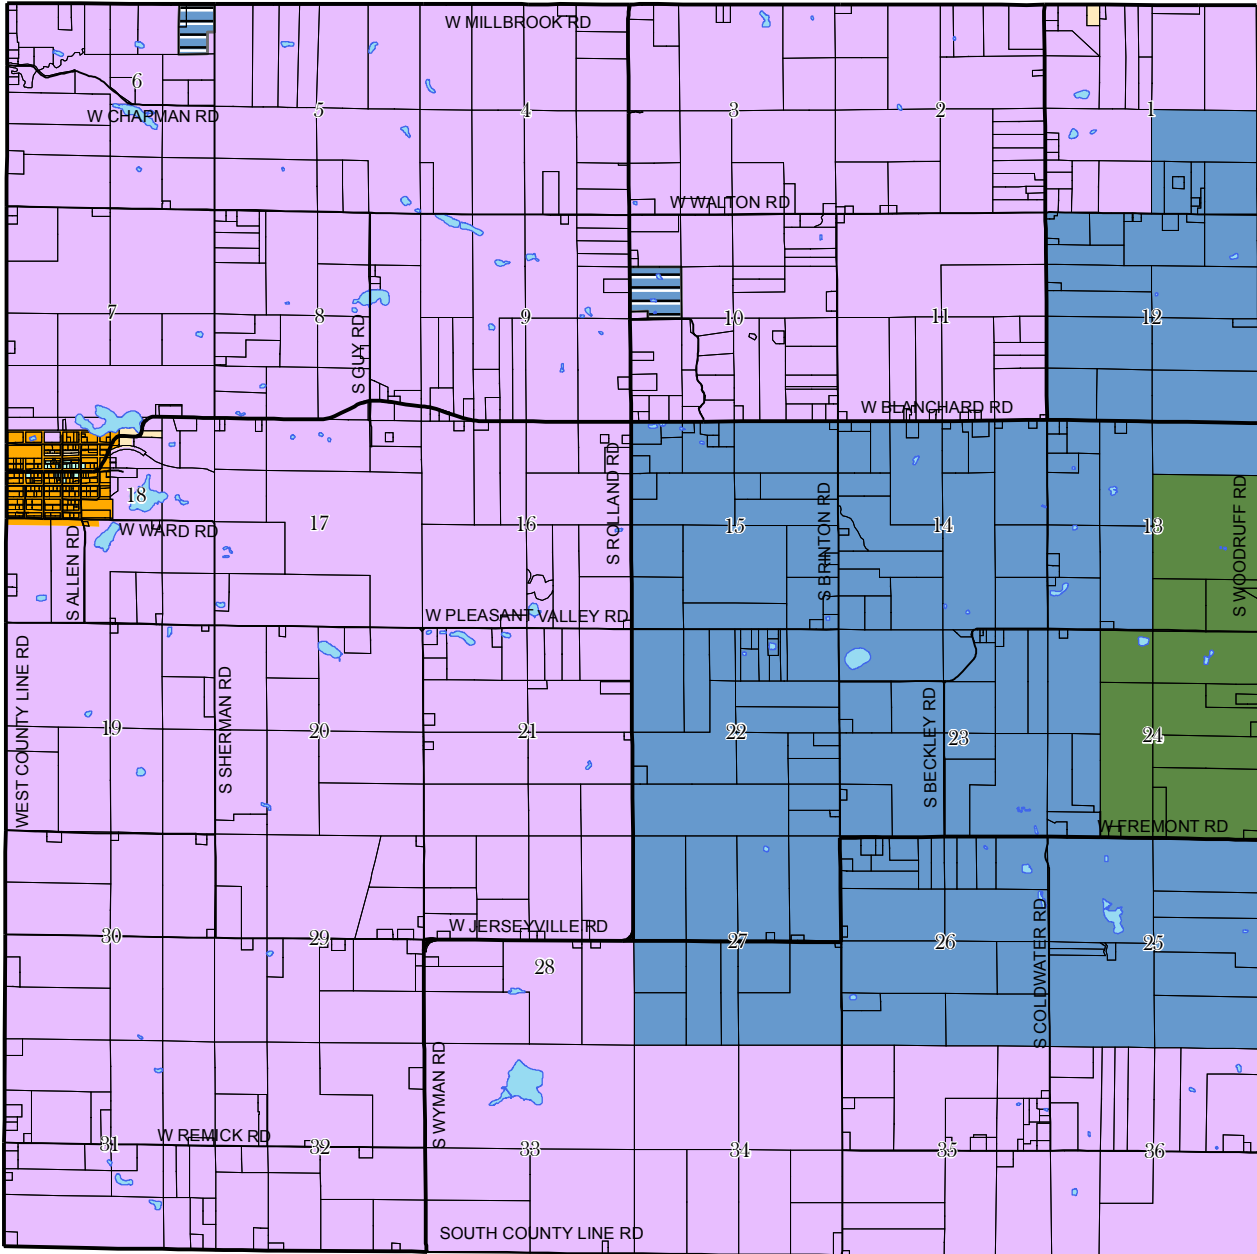 W MILLBROOK RD
6
5
4
3
2
1
W CHAPMAN RD
W WALTON RD
7
8
S GUY RD
9
10
11
12
W BLANCHARD RD
18
17
16
S ROLLAND RD
15
S BRINTON RD
14
13
S WOODRUFF RD
W WARD RD
S ALLEN RD
W PLEASANT VALLEY RD
WEST COUNTY LINE RD
19
S SHERMAN RD
20
21
22
S BECKLEY RD
23
24
W FREMONT RD
30
29
W JERSEYVILLE RD
28
27
26
S COLDWATER RD
25
S WYMAN RD
31
W REMICK RD
32
33
34
35
36
SOUTH COUNTY LINE RD